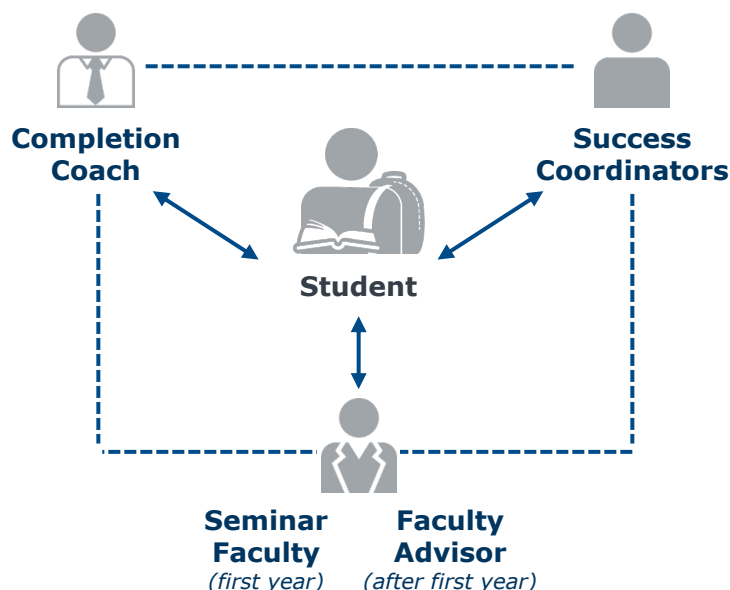 Completion
Coach
Success
Coordinators
Student
Seminar
Faculty
(first year)
Faculty
Advisor
(after first year)